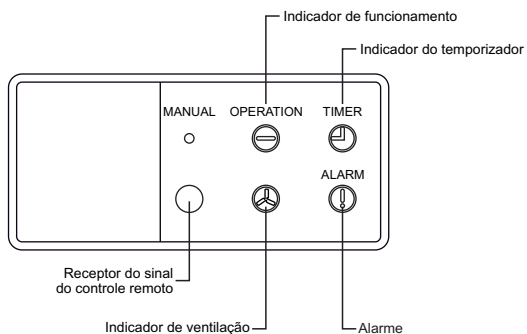 Indicador de funcionamento
Indicador do temporizador
MANUAL OPERATION TIMER
ALARM
Receptor do sinal
do controle remoto
Indicador de ventilação
Alarme